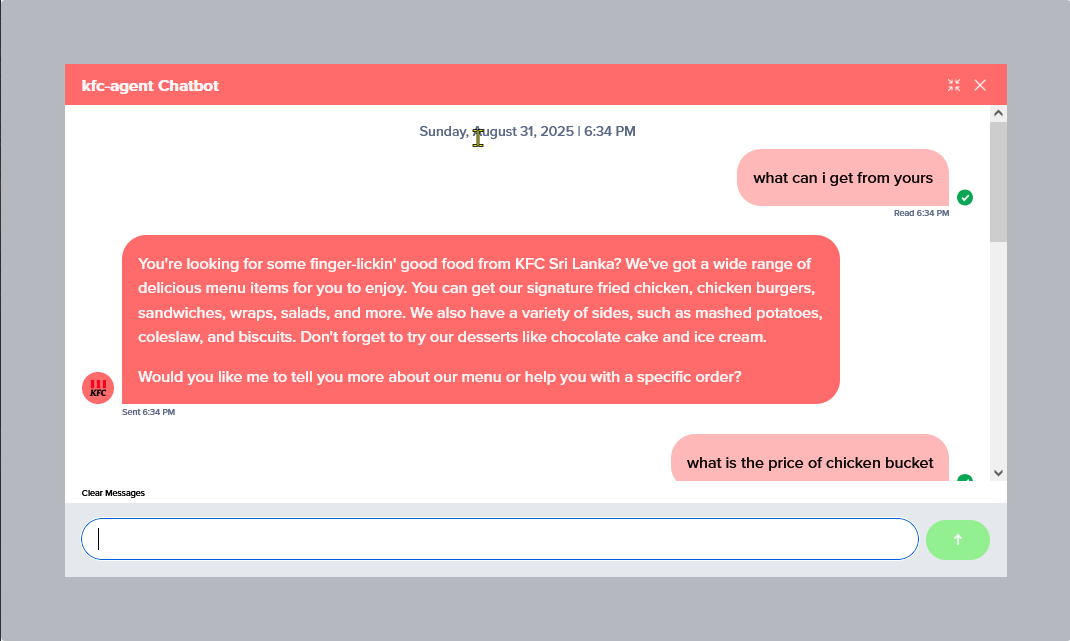 kfc-agent Chatbot
Sunday, August 31, 2025 | 6:34 PM
what can i get from yours
Read 6:34 PM
You're looking for some finger-lickin' good food from KFC Sri Lanka? We've got a wide range of
delicious menu items for you to enjoy. You can get our signature fried chicken, chicken burgers,
sandwiches, wraps, salads, and more. We also have a variety of sides, such as mashed potatoes,
coleslaw, and biscuits. Don't forget to try our desserts like chocolate cake and ice cream.
Would you like me to tell you more about our menu or help you with a specific order?
KFC
Sent 6:34 PM
what is the price of chicken bucket
Clear Messages